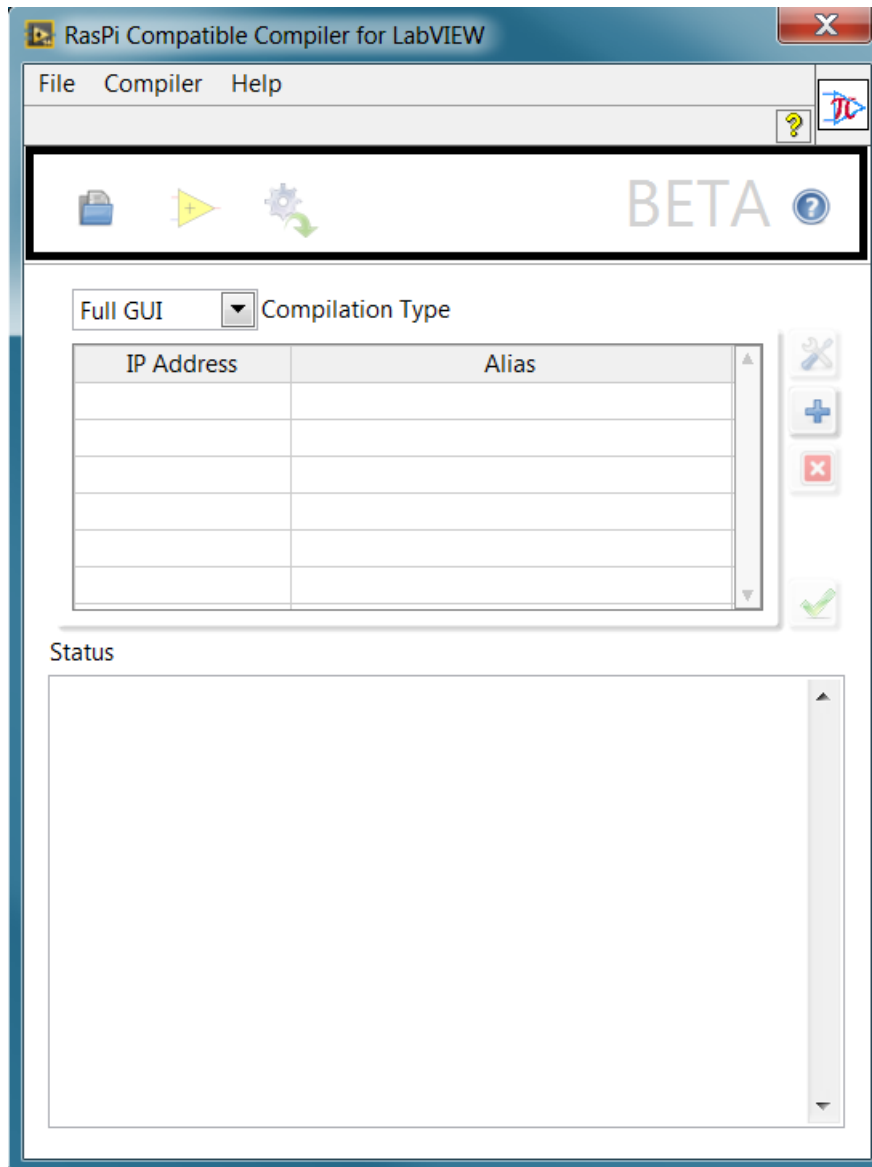 RasPi Compatible Compiler for LabVIEW
File Compiler Help
BETA
Full GUI Compilation Type
IP Address Alias
Status